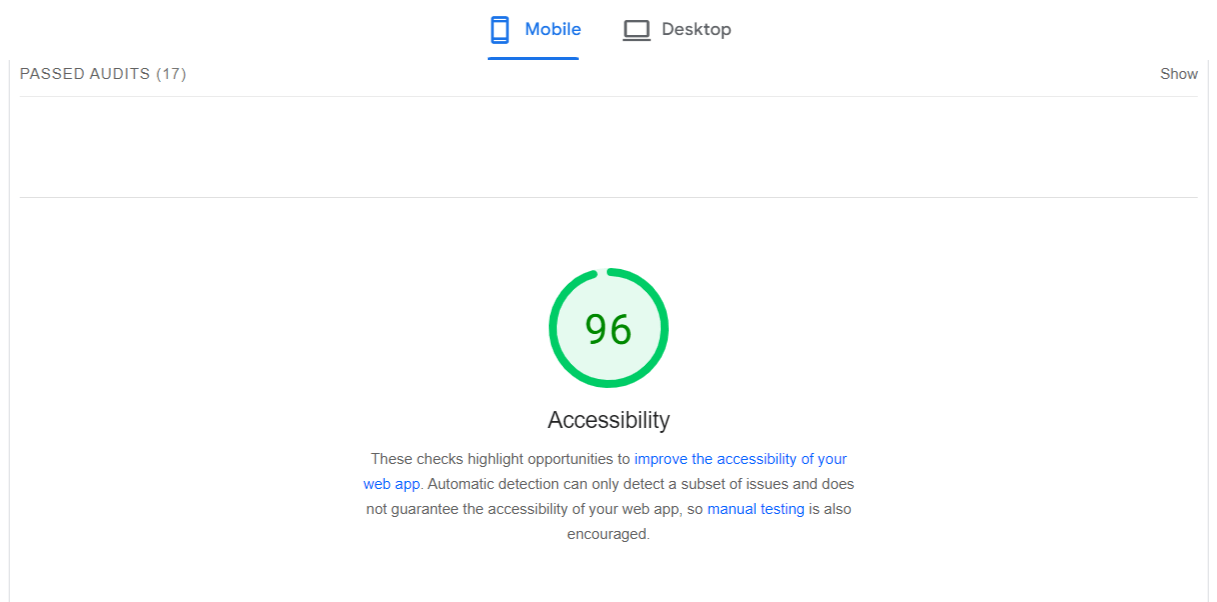 Mobile Desktop
PASSED AUDITS (17) Show
96
Accessibility
These checks highlight opportunities to improve the accessibility of your
web app. Automatic detection can only detect a subset of issues and does
not guarantee the accessibility of your web app, so manual testing is also
encouraged.